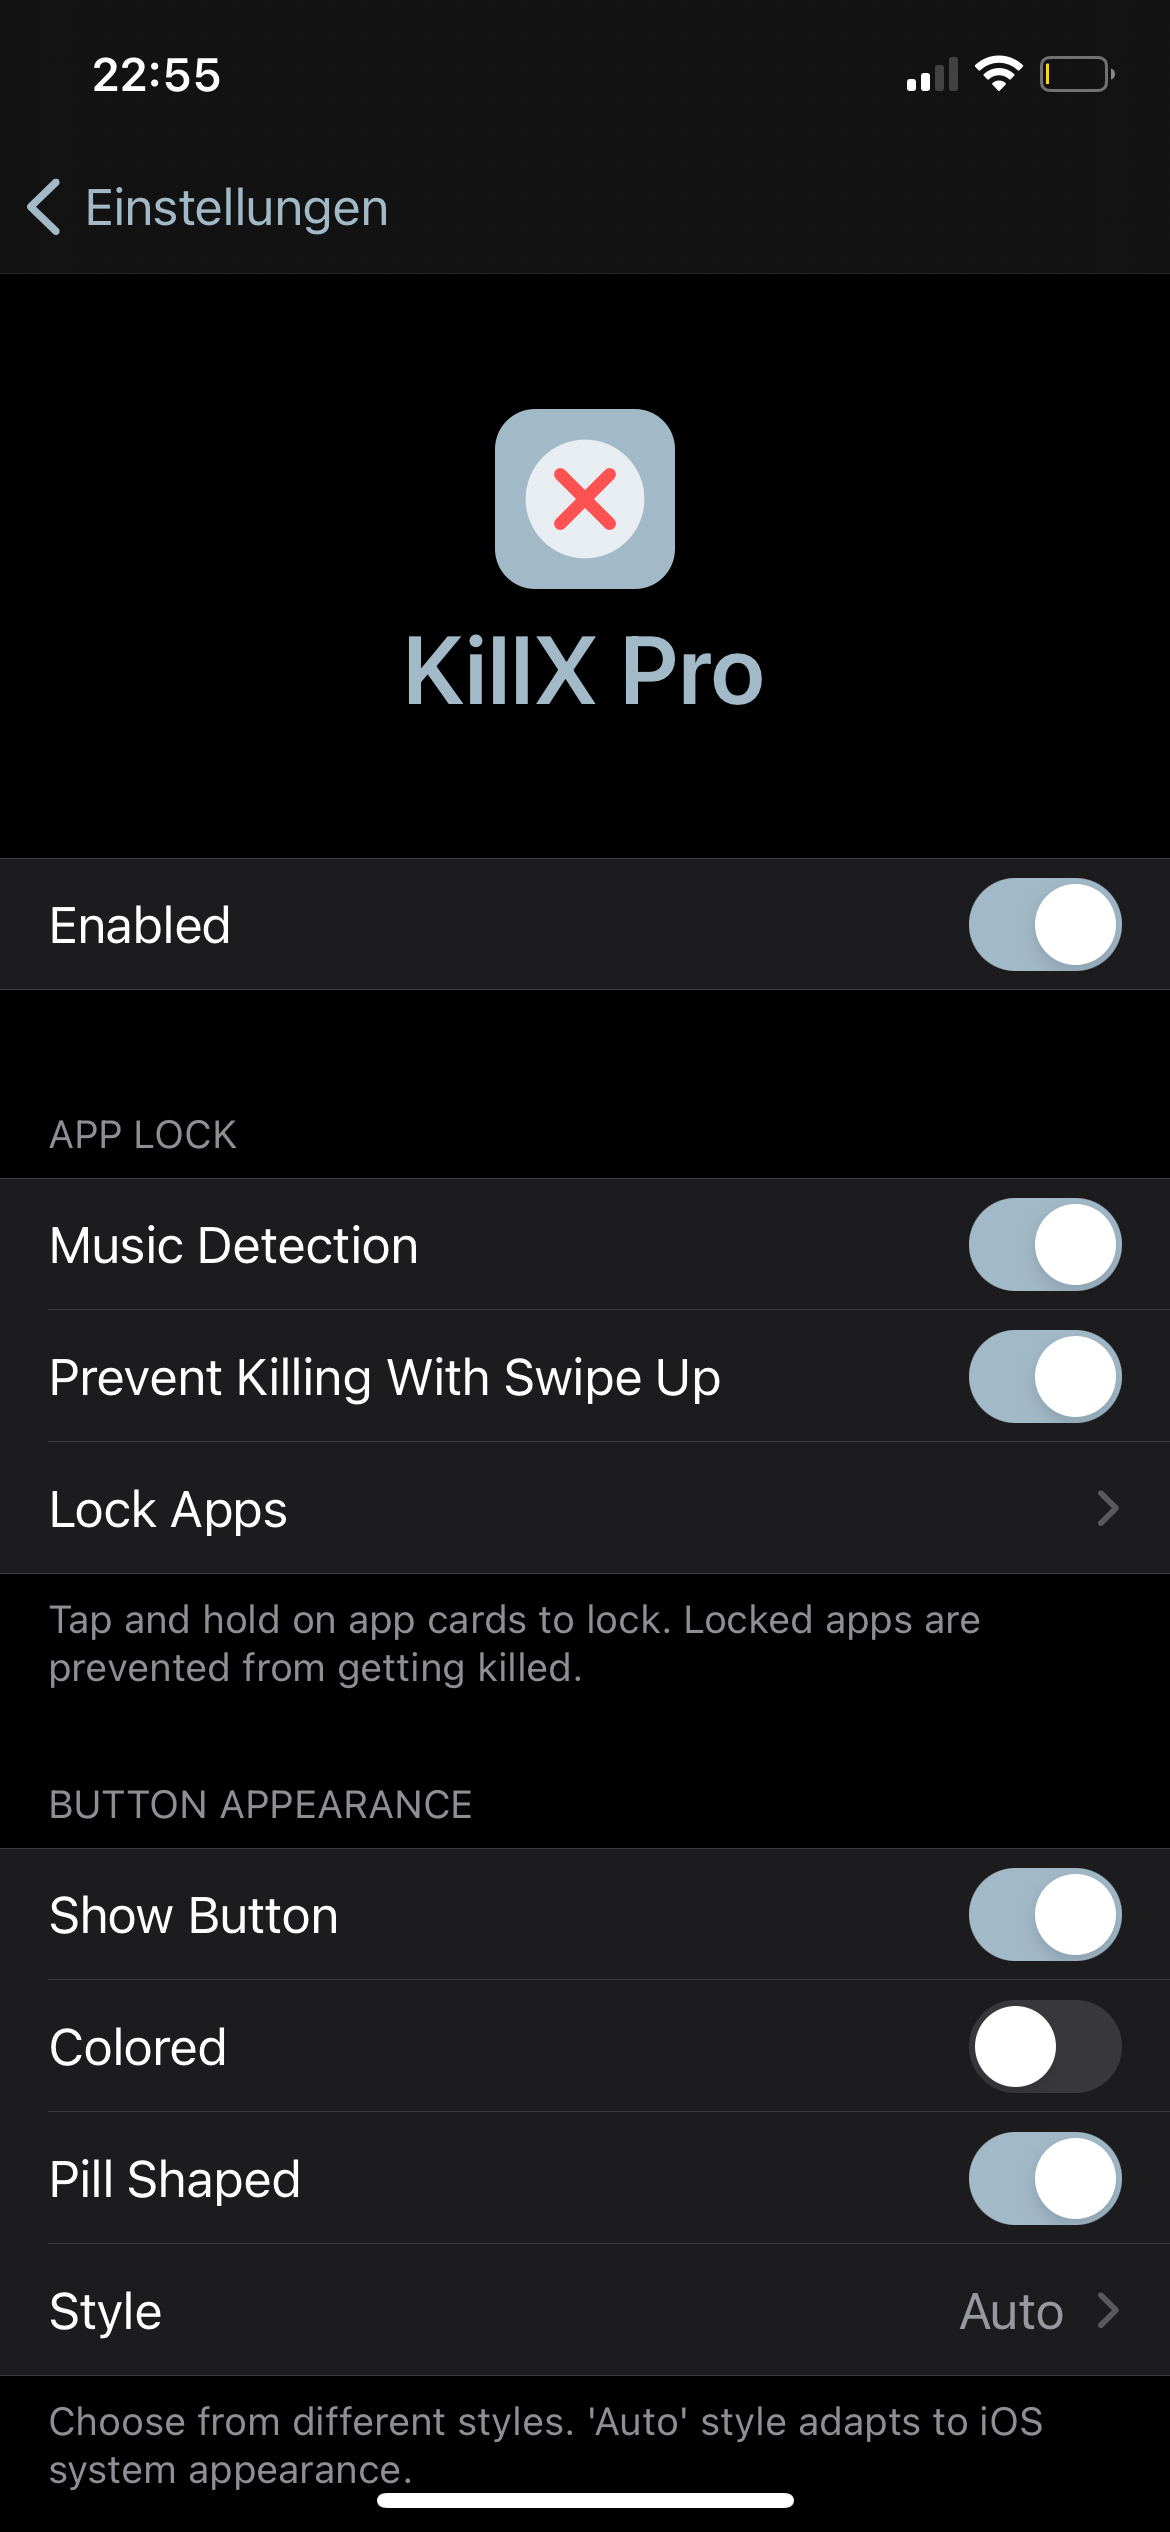 22:55
Einstellungen
KillX Pro
Enabled
APP LOCK
Music Detection
Prevent Killing With Swipe Up
Lock Apps
Tap and hold on app cards to lock. Locked apps are
prevented from getting killed.
BUTTON APPEARANCE
Show Button
Colored
Pill Shaped
Style Auto
Choose from different styles. 'Auto' style adapts to iOS
system appearance.